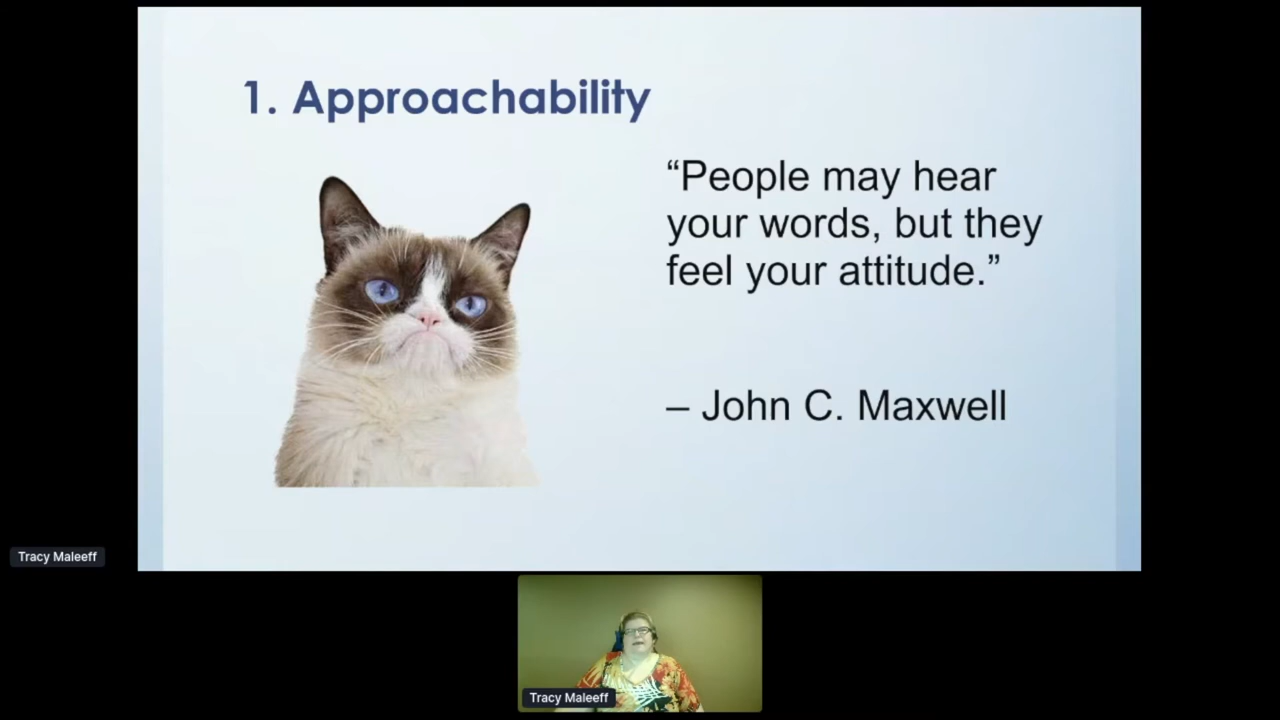 1. Approachability
“People may hear
your words, but they
feel your attitude.”
– John C. Maxwell
Tracy Maleeff
Tracy Maleeff